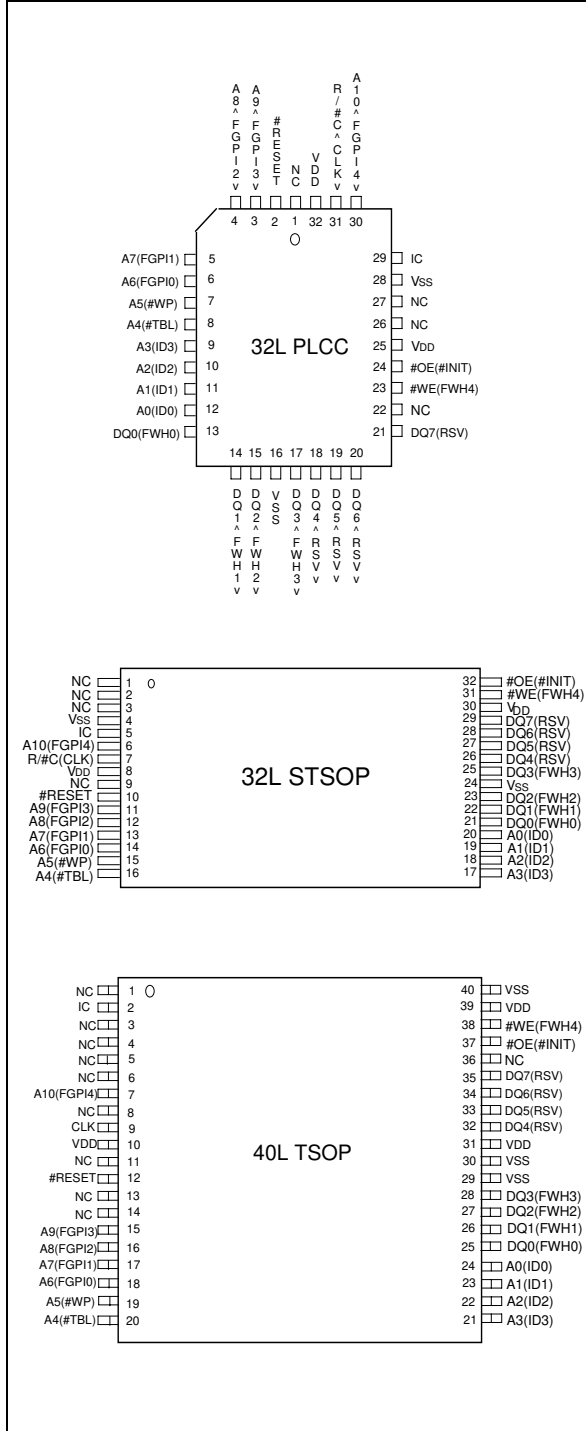 A8^FGPI2v
A9^FGPI3v
#RESET
NC
VDD
R/#C^CLKv
A10^FGPI4v
4 3 2 1 32 31 30
A7(FGPI1) 5
A6(FGPI0) 6
A5(#WP) 7
A4(#TBL) 8
A3(ID3) 9
A2(ID2) 10
A1(ID1) 11
A0(ID0) 12
DQ0(FWH0) 13
32L PLCC
29 IC
28 VSS
27 NC
26 NC
25 VDD
24 #OE(#INIT)
23 #WE(FWH4)
22 NC
21 DQ7(RSV)
14 15 16 17 18 19 20
DQ1^FWH1v
DQ2^FWH2v
VSS
DQ3^FWH3v
DQ4^RSVv
DQ5^RSVv
DQ6^RSVv
NC 1
NC 2
NC 3
VSS 4
IC 5
A10(FGPI4) 6
R/#C(CLK) 7
VDD 8
NC 9
#RESET 10
A9(FGPI3) 11
A8(FGPI2) 12
A7(FGPI1) 13
A6(FGPI0) 14
A5(#WP) 15
A4(#TBL) 16
32L STSOP
32 #OE(#INIT)
31 #WE(FWH4)
30 VDD
29 DQ7(RSV)
28 DQ6(RSV)
27 DQ5(RSV)
26 DQ4(RSV)
25 DQ3(FWH3)
24 VSS
23 DQ2(FWH2)
22 DQ1(FWH1)
21 DQ0(FWH0)
20 A0(ID0)
19 A1(ID1)
18 A2(ID2)
17 A3(ID3)
NC 1
IC 2
NC 3
NC 4
NC 5
NC 6
A10(FGPI4) 7
NC 8
CLK 9
VDD 10
NC 11
#RESET 12
NC 13
NC 14
A9(FGPI3) 15
A8(FGPI2) 16
A7(FGPI1) 17
A6(FGPI0) 18
A5(#WP) 19
A4(#TBL) 20
40L TSOP
40 VSS
39 VDD
38 #WE(FWH4)
37 #OE(#INIT)
36 NC
35 DQ7(RSV)
34 DQ6(RSV)
33 DQ5(RSV)
32 DQ4(RSV)
31 VDD
30 VSS
29 VSS
28 DQ3(FWH3)
27 DQ2(FWH2)
26 DQ1(FWH1)
25 DQ0(FWH0)
24 A0(ID0)
23 A1(ID1)
22 A2(ID2)
21 A3(ID3)